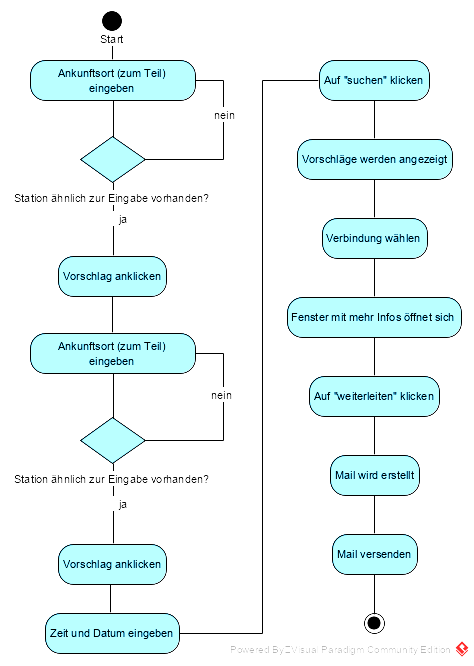 Start
Ankunftsort (zum Teil)
eingeben
nein
Station ähnlich zur Eingabe vorhanden?
ja
Vorschlag anklicken
Ankunftsort (zum Teil)
eingeben
nein
Station ähnlich zur Eingabe vorhanden?
ja
Vorschlag anklicken
Zeit und Datum eingeben
Auf "suchen" klicken
Vorschläge werden angezeigt
Verbindung wählen
Fenster mit mehr Infos öffnet sich
Auf "weiterleiten" klicken
Mail wird erstellt
Mail versenden
Powered By Visual Paradigm Community Edition